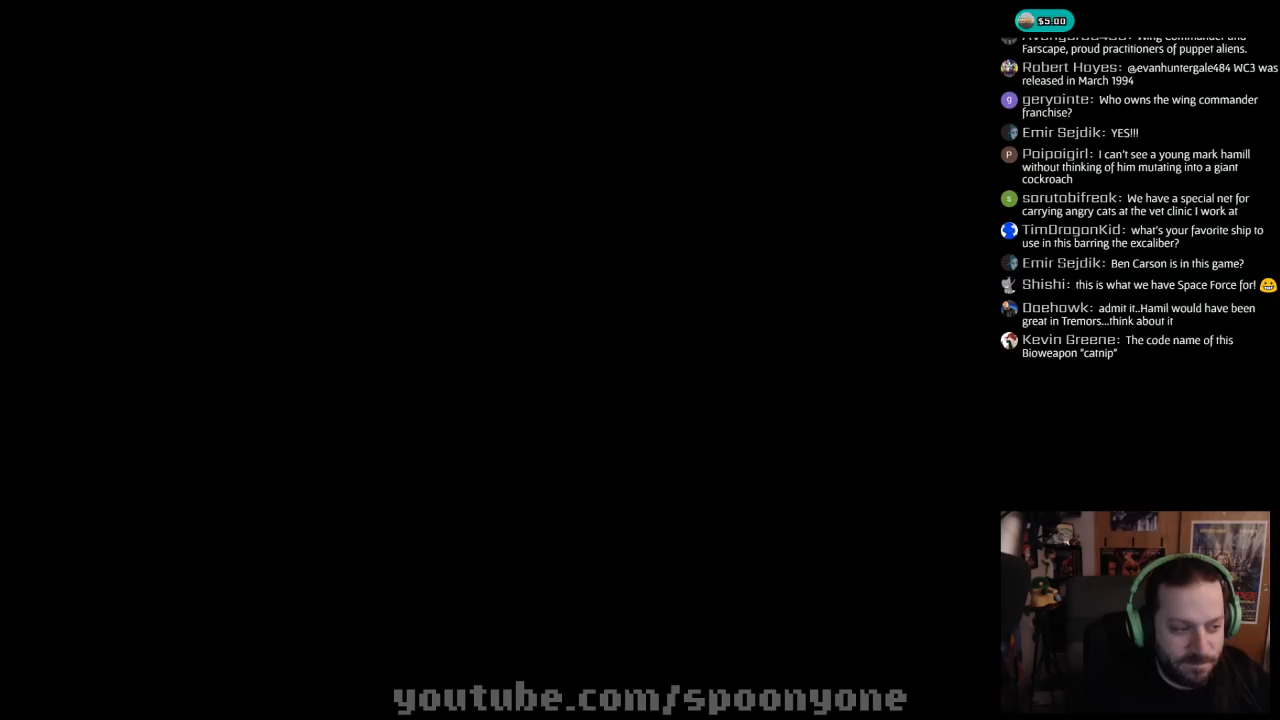 $5.00
Wing Commander and
Farscape, proud practitioners of puppet aliens.
Robert Hayes: @evanhuntergale484 WC3 was
released in March 1994
g
geryointe: Who owns the wing commander
franchise?
Emir Sejdik: YES!!!
P
Poipoigirl: I can't see a young mark hamill
without thinking of him mutating into a giant
cockroach
s
sarutobifreak: We have a special net for
carrying angry cats at the vet clinic I work at
TimDragonKid: what's your favorite ship to
use in this barring the excaliber?
Emir Sejdik: Ben Carson is in this game?
Shishi: this is what we have Space Force for! 😬
Daehawk: admit it..Hamil would have been
great in Tremors...think about it
Kevin Greene: The code name of this
Bioweapon "catnip"
youtube.com/spoonyone